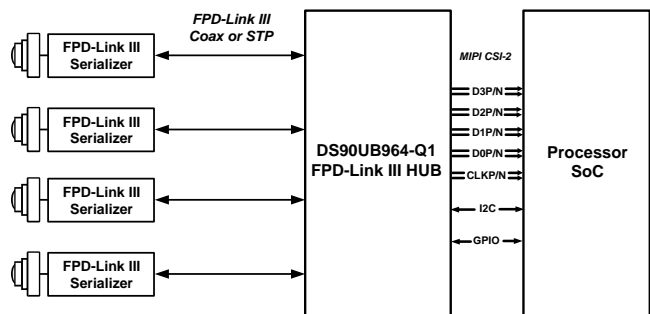 FPD-Link III
Coax or STP
FPD-Link III
Serializer
FPD-Link III
Serializer
FPD-Link III
Serializer
FPD-Link III
Serializer
DS90UB964-Q1
FPD-Link III HUB
MIPI CSI-2
D3P/N
D2P/N
D1P/N
D0P/N
CLKP/N
I2C
GPIO
Processor
SoC